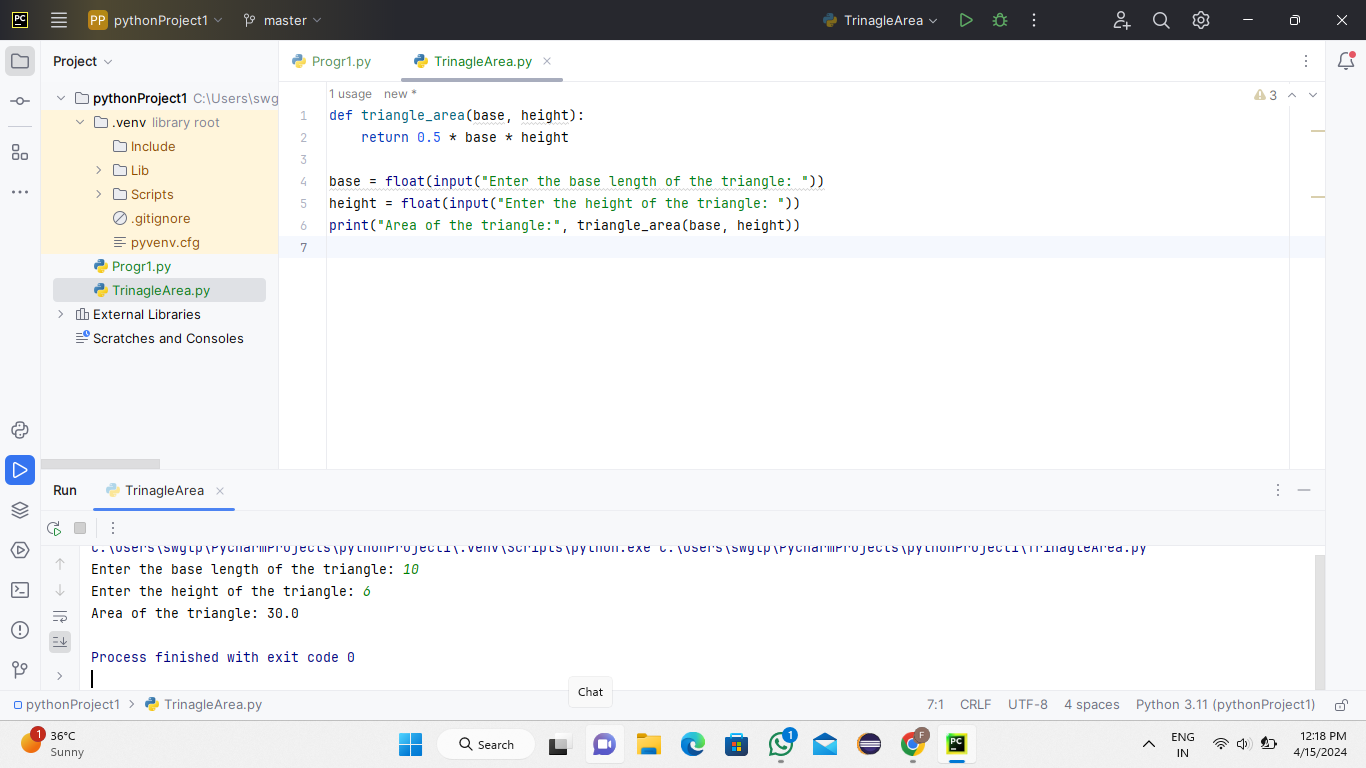 PC
PP pythonProject1
master
TrinagleArea
Project
Progr1.py
TrinagleArea.py
pythonProject1 C:\Users\swg
.venv library root
Include
Lib
Scripts
.gitignore
pyvenv.cfg
Progr1.py
TrinagleArea.py
External Libraries
Scratches and Consoles
1 usage new *
3
1 def triangle_area(base, height):
2 return 0.5 * base * height
3
4 base = float(input("Enter the base length of the triangle: "))
5 height = float(input("Enter the height of the triangle: "))
6 print("Area of the triangle:", triangle_area(base, height))
7
Run
TrinagleArea
C:\Users\swglp\PycharmProjects\pythonProject1\.venv\Scripts\python.exe C:\Users\swglp\PycharmProjects\pythonProject1\TrinagleArea.py
Enter the base length of the triangle: 10
Enter the height of the triangle: 6
Area of the triangle: 30.0
Process finished with exit code 0
Chat
pythonProject1 > TrinagleArea.py
7:1 CRLF UTF-8 4 spaces Python 3.11 (pythonProject1)
1
36°C
Sunny
Search
1
F
PC
ENG
IN
12:18 PM
4/15/2024